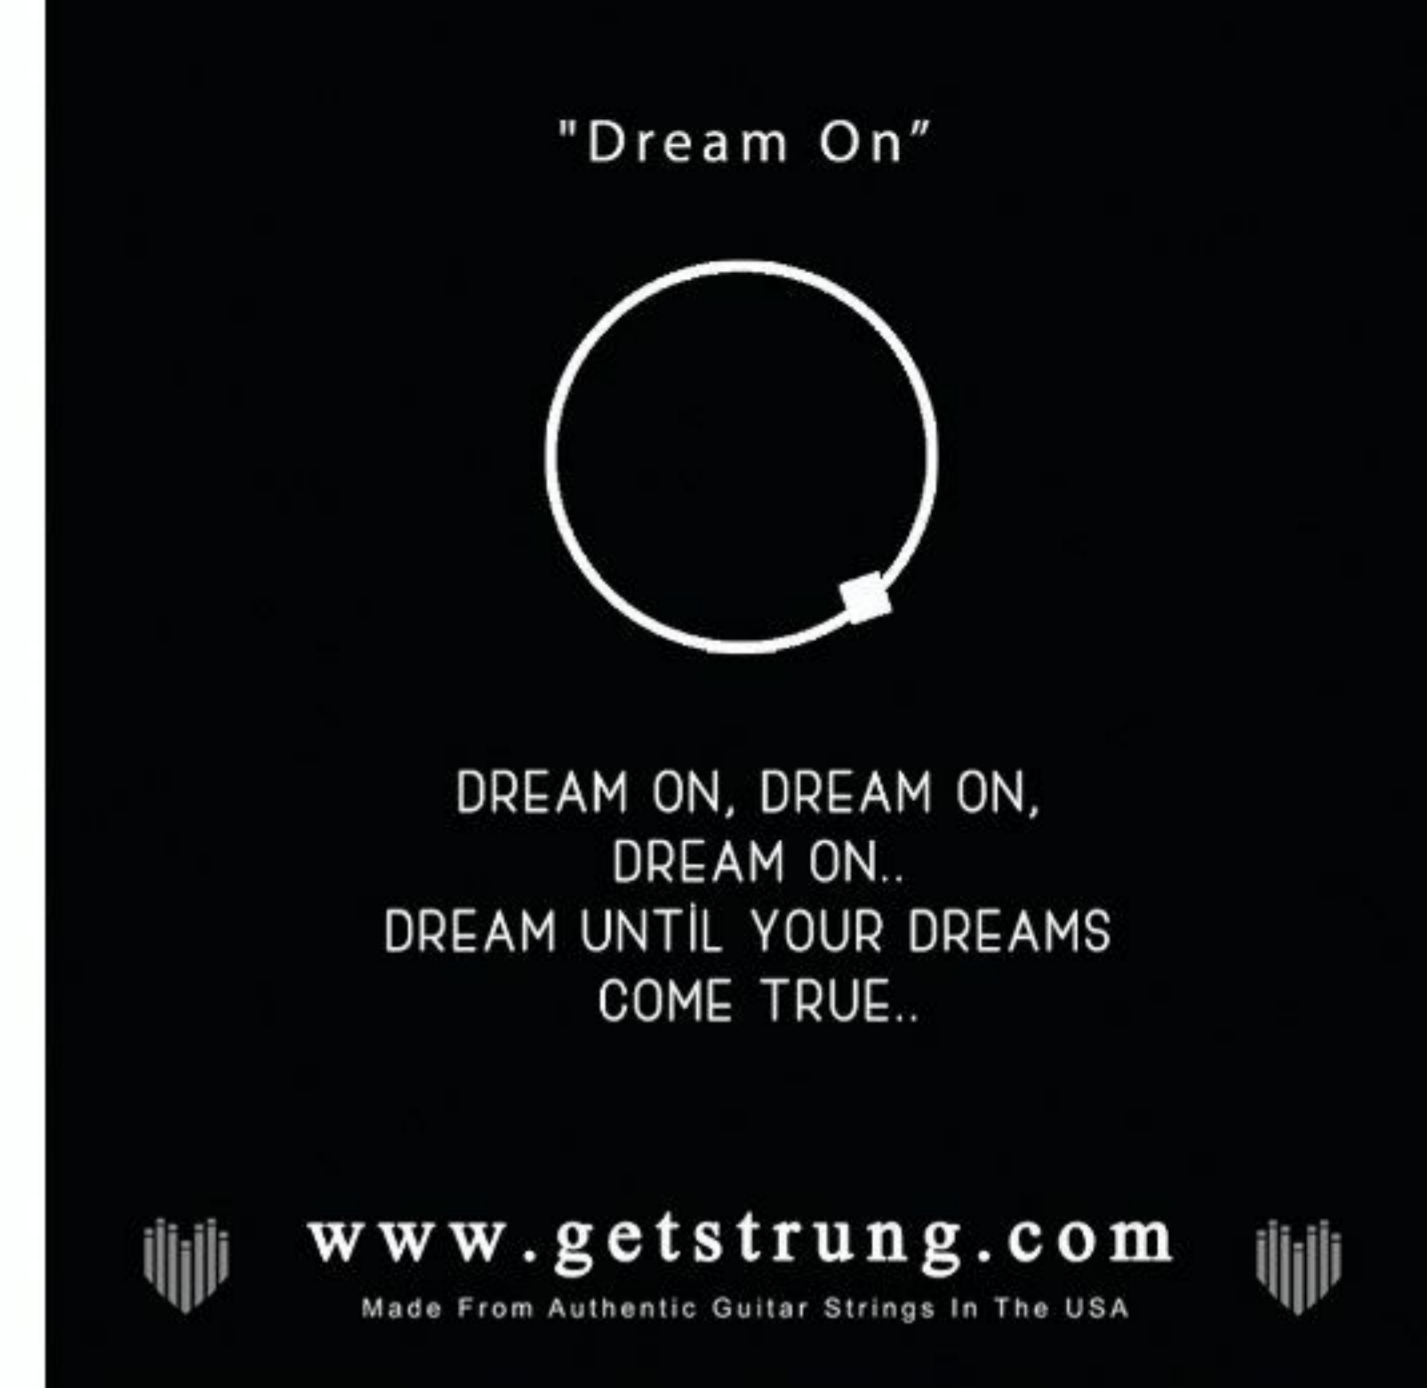 "Dream On”
DREAM ON, DREAM ON,
DREAM ON..
DREAM UNTİL YOUR DREAMS
COME TRUE..
www.getstrung.com
Made From Authentic Guitar Strings In The USA